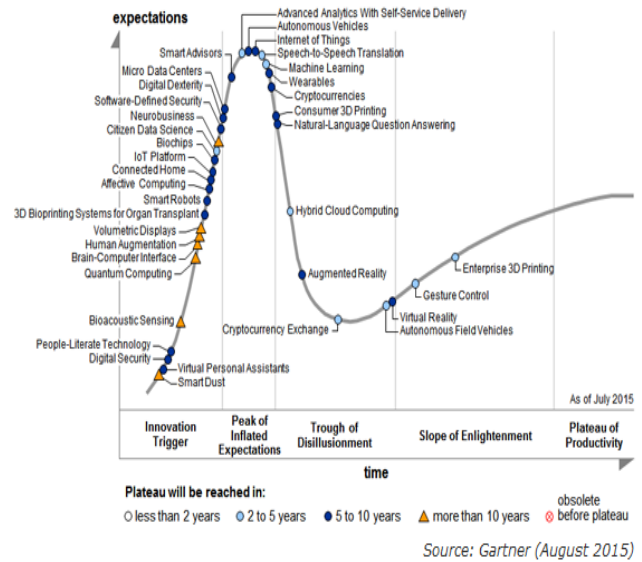 expectations
Advanced Analytics With Self-Service Delivery
Autonomous Vehicles
Internet of Things
Speech-to-Speech Translation
Machine Learning
Wearables
Cryptocurrencies
Consumer 3D Printing
Natural-Language Question Answering
Smart Advisors
Micro Data Centers
Digital Dexterity
Software-Defined Security
Neurobusiness
Citizen Data Science
Biochips
IoT Platform
Connected Home
Affective Computing
Smart Robots
3D Bioprinting Systems for Organ Transplant
Volumetric Displays
Human Augmentation
Brain-Computer Interface
Quantum Computing
Bioacoustic Sensing
People-Literate Technology
Digital Security
Virtual Personal Assistants
Smart Dust
Hybrid Cloud Computing
Augmented Reality
Cryptocurrency Exchange
Enterprise 3D Printing
Gesture Control
Virtual Reality
Autonomous Field Vehicles
As of July 2015
Innovation
Trigger
Peak of
Inflated
Expectations
Trough of
Disillusionment
Slope of Enlightenment
Plateau of
Productivity
time
Plateau will be reached in:
less than 2 years
2 to 5 years
5 to 10 years
more than 10 years
obsolete
before plateau
Source: Gartner (August 2015)